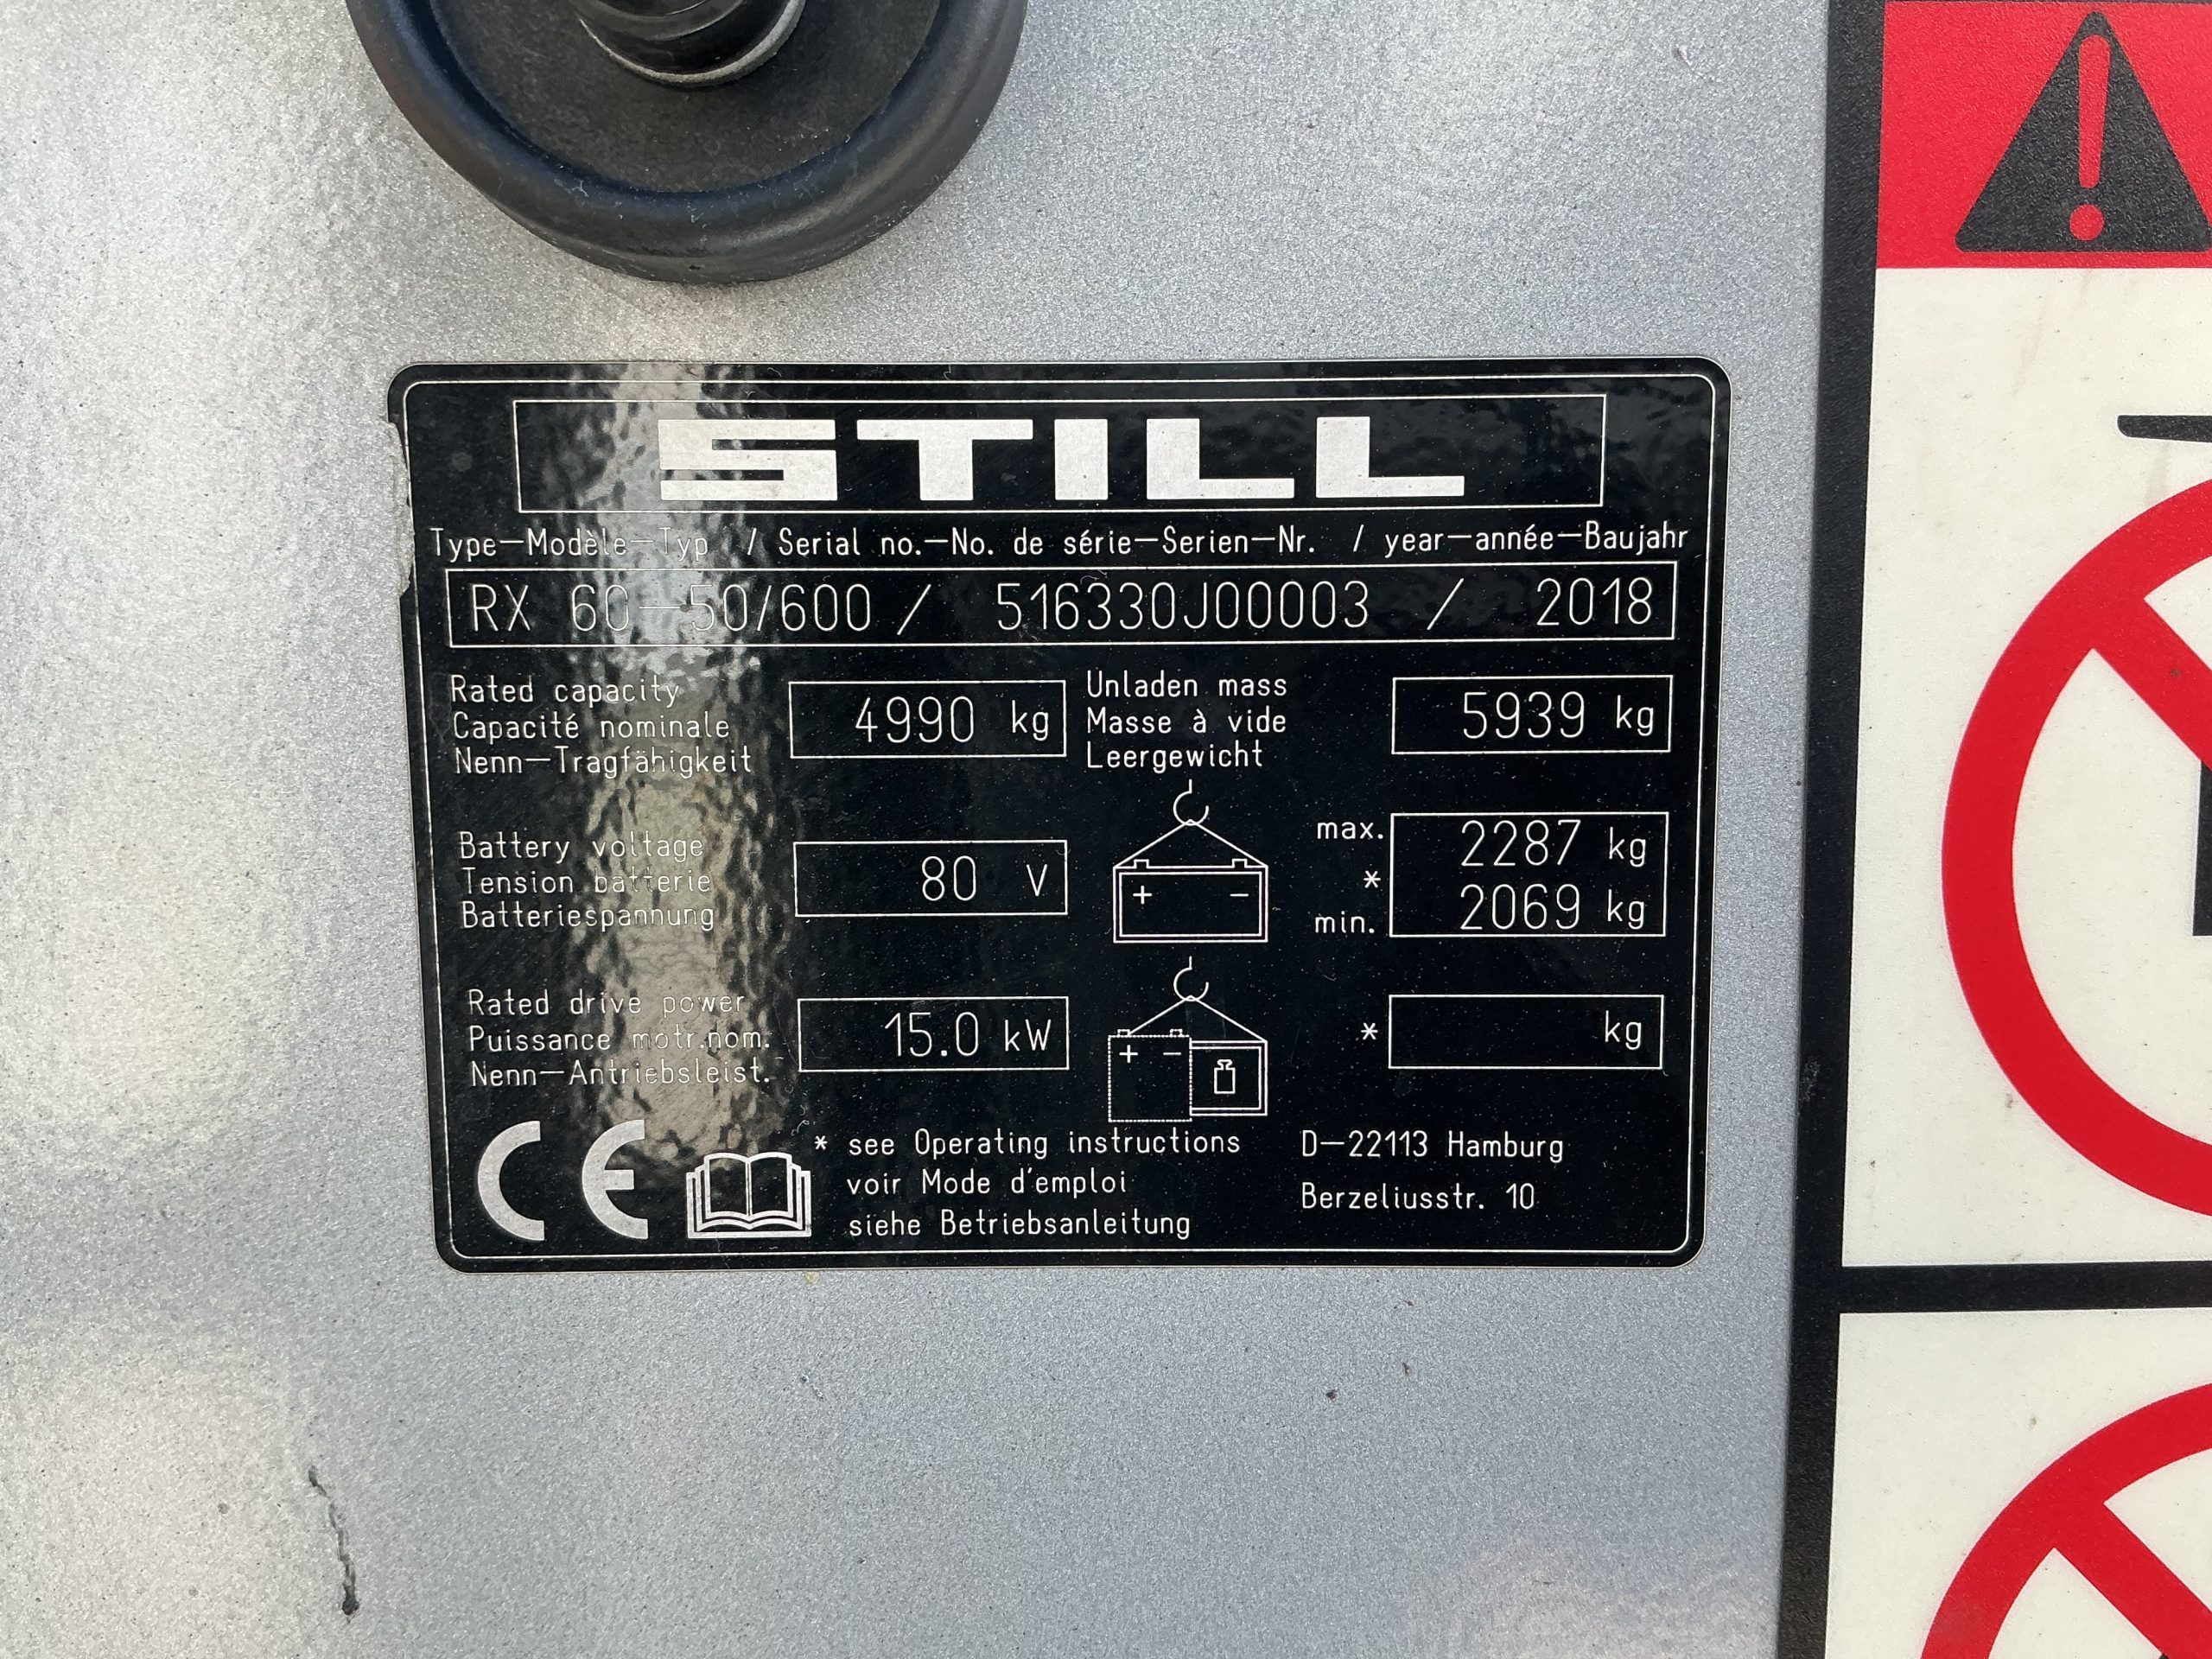 STILL
Type-Modèle-Typ / Serial no.-No. de série-Serien-Nr. / year-année-Baujahr
RX 60-50/600 / 516330J00003 / 2018
Rated capacity
Capacité nominale
Nenn-Tragfähigkeit
4990 kg
Unladen mass
Masse à vide
Leergewicht
5939 kg
Battery voltage
Tension batterie
Batteriespannung
80 V
+ -
max. 2287 kg
*
min. 2069 kg
Rated drive power
Puissance motr.nom.
Nenn-Antriebsleist.
15.0 kW
+ -
* kg
CE
* see Operating instructions
voir Mode d'emploi
siehe Betriebsanleitung
D-22113 Hamburg
Berzeliusstr. 10